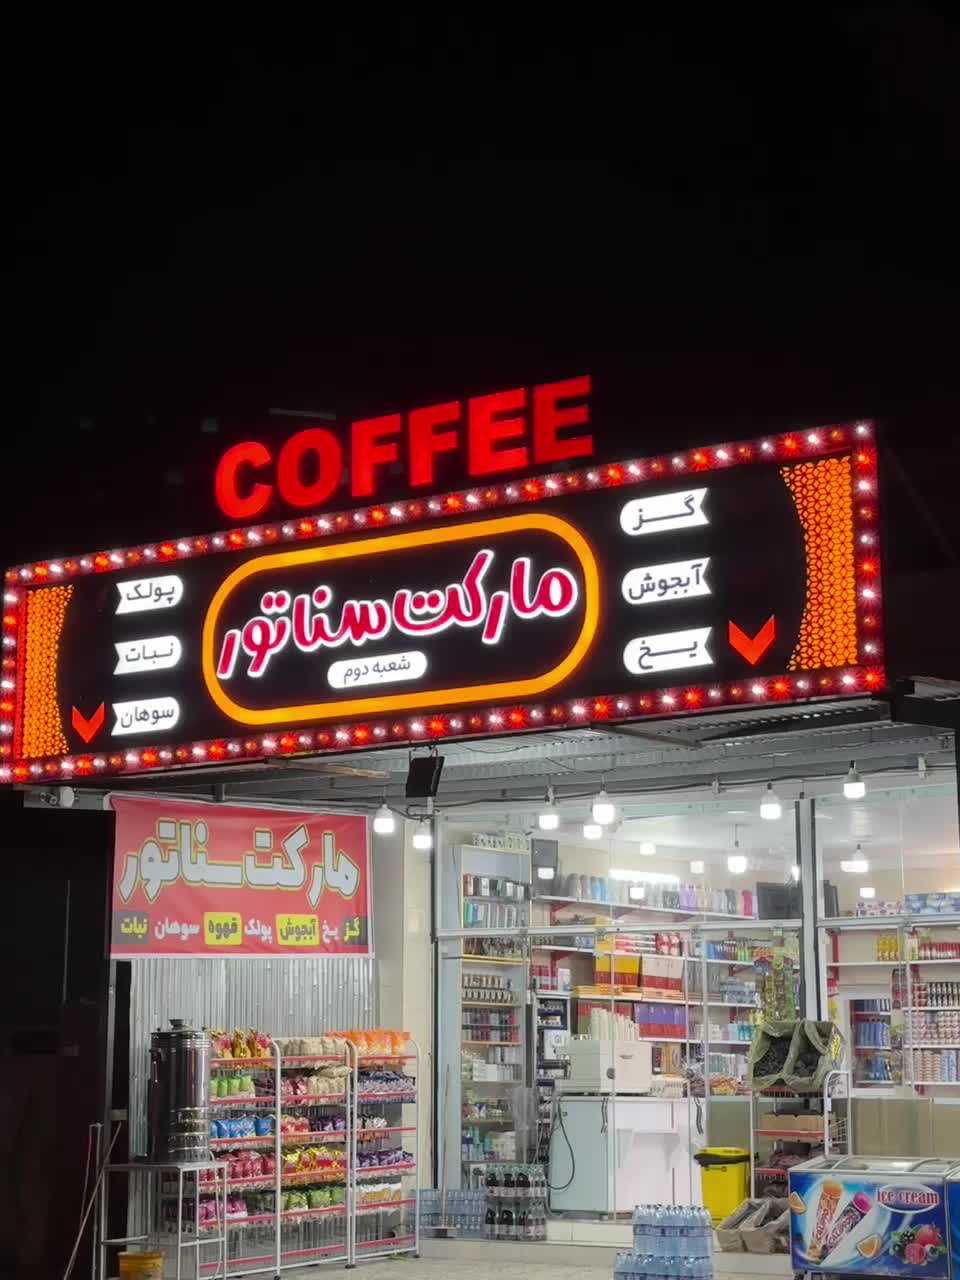 COFFEE
مارکت سناتور
شعبه دوم
گز
آبجوش
یخ
پولک
نبات
سوهان
مارکت سناتور
گز یخ آبجوش پولک قهوه سوهان نبات
ice cream
CALIPPO